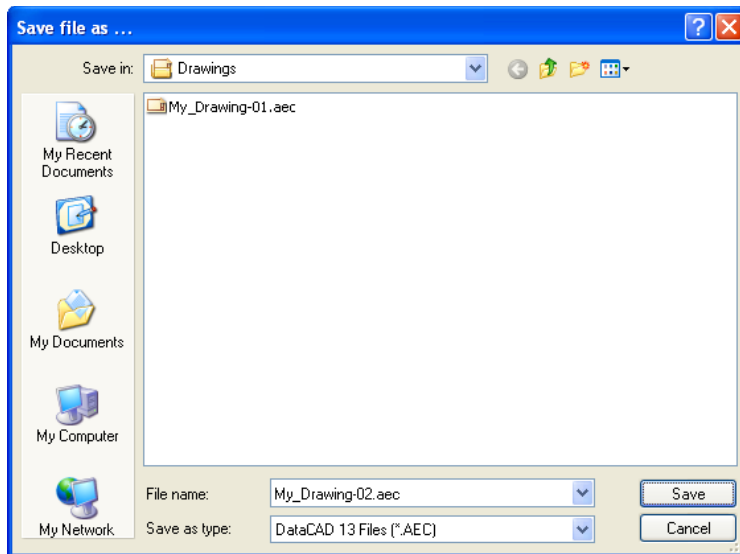 Save file as ...
Save in:
Drawings
My_Drawing-01.aec
My Recent
Documents
Desktop
My Documents
My Computer
My Network
File name:
My_Drawing-02.aec
Save
Save as type:
DataCAD 13 Files (*.AEC)
Cancel